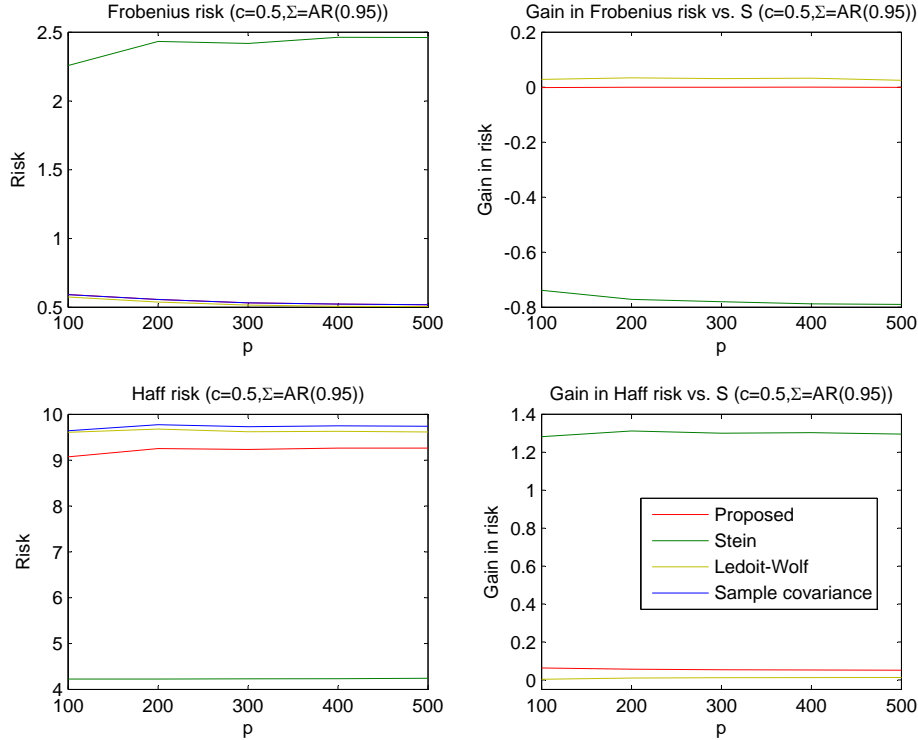 Frobenius risk (c=0.5,Σ=AR(0.95))
2.5
2
1.5
1
0.5
Risk
100 200 300 400 500
p
Gain in Frobenius risk vs. S (c=0.5,Σ=AR(0.95))
0.2
0
-0.2
-0.4
-0.6
-0.8
Gain in risk
100 200 300 400 500
p
Haff risk (c=0.5,Σ=AR(0.95))
10
9
8
7
6
5
4
Risk
100 200 300 400 500
p
Gain in Haff risk vs. S (c=0.5,Σ=AR(0.95))
1.4
1.2
1
0.8
0.6
0.4
0.2
0
Gain in risk
Proposed
Stein
Ledoit-Wolf
Sample covariance
100 200 300 400 500
p